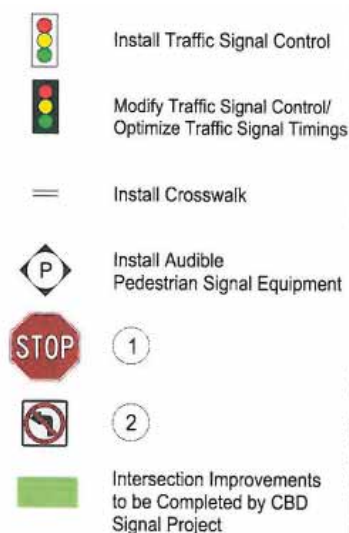 Install Traffic Signal Control
Modify Traffic Signal Control/
Optimize Traffic Signal Timings
Install Crosswalk
P
Install Audible
Pedestrian Signal Equipment
STOP
1
2
Intersection Improvements
to be Completed by CBD
Signal Project